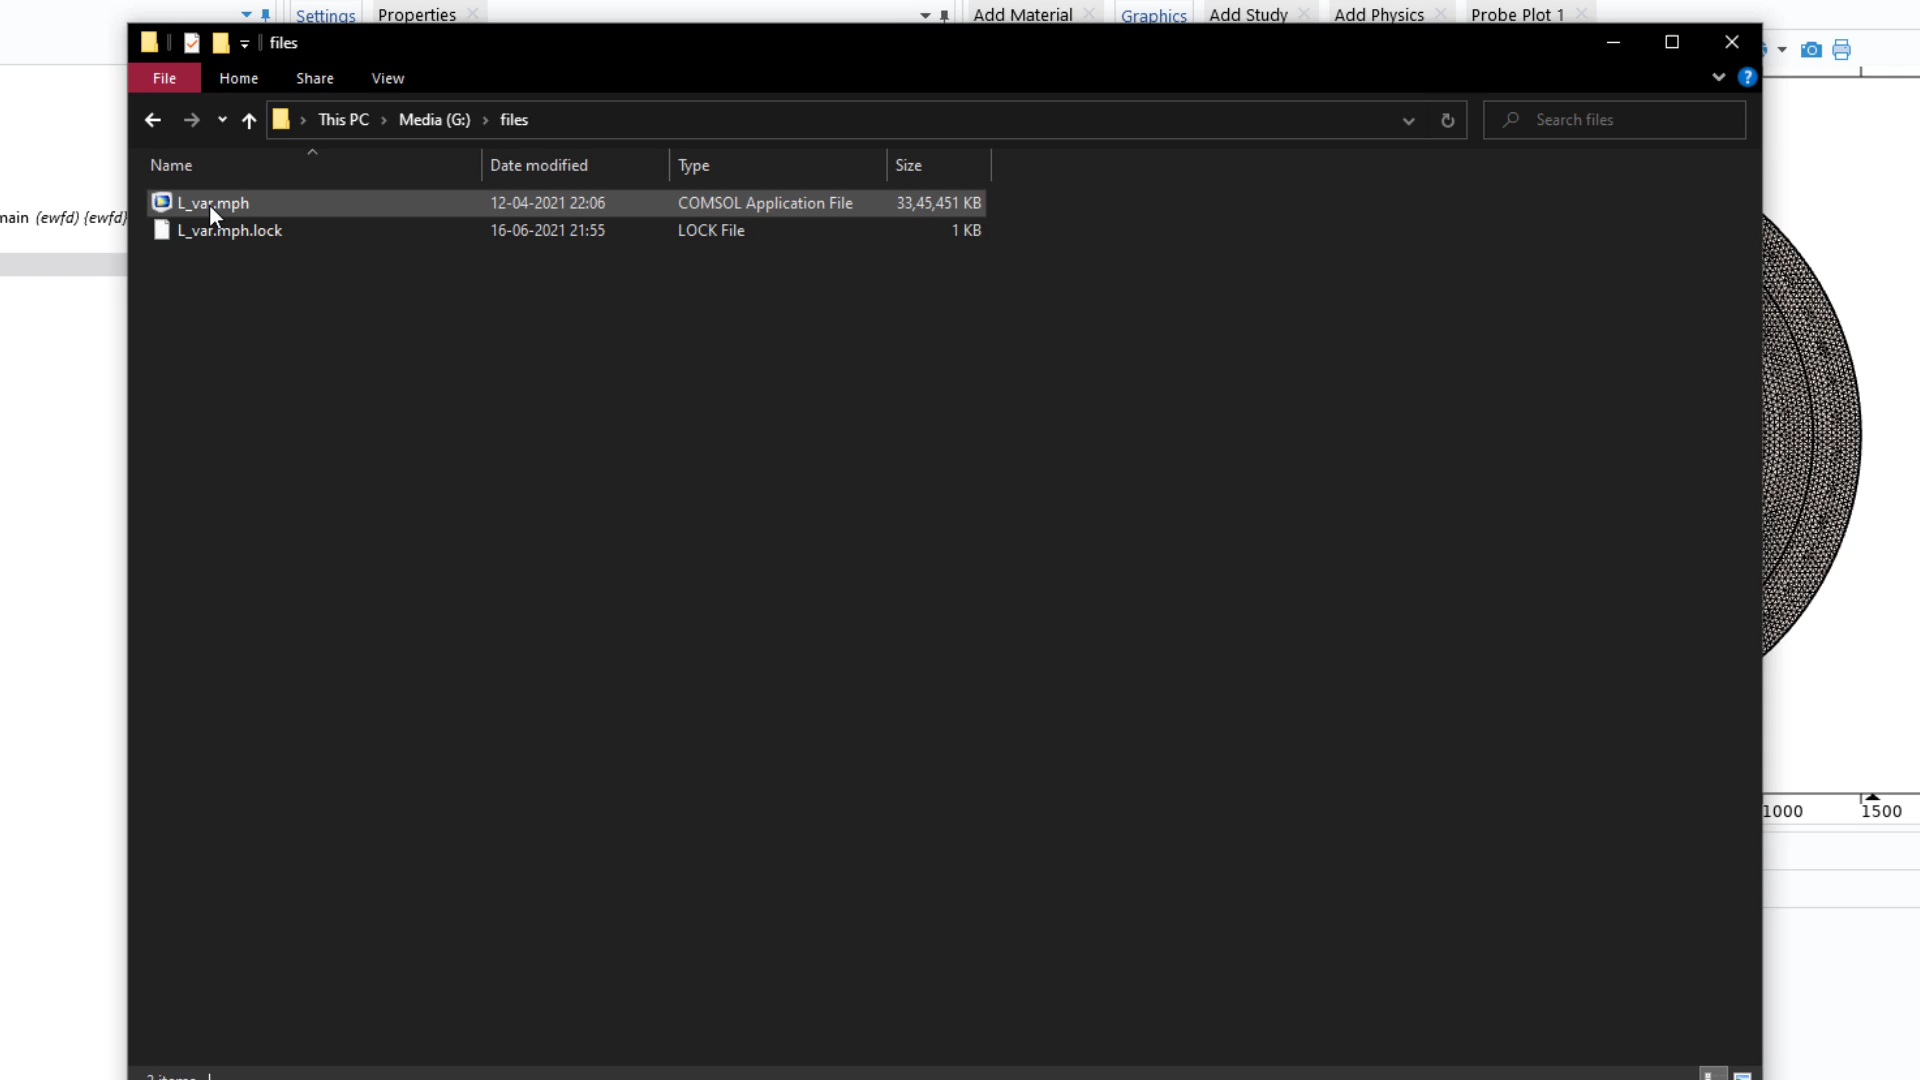 Settings Properties Add Material Graphics Add Study Add Physics Probe Plot 1
files
File Home Share View
This PC Media (G:) files Search files
Name Date modified Type Size
L_var.mph 12-04-2021 22:06 COMSOL Application File 33,45,451 KB
main (ewfd) {ewfd}
L_var.mph.lock 16-06-2021 21:55 LOCK File 1 KB
1000 1500
2 items